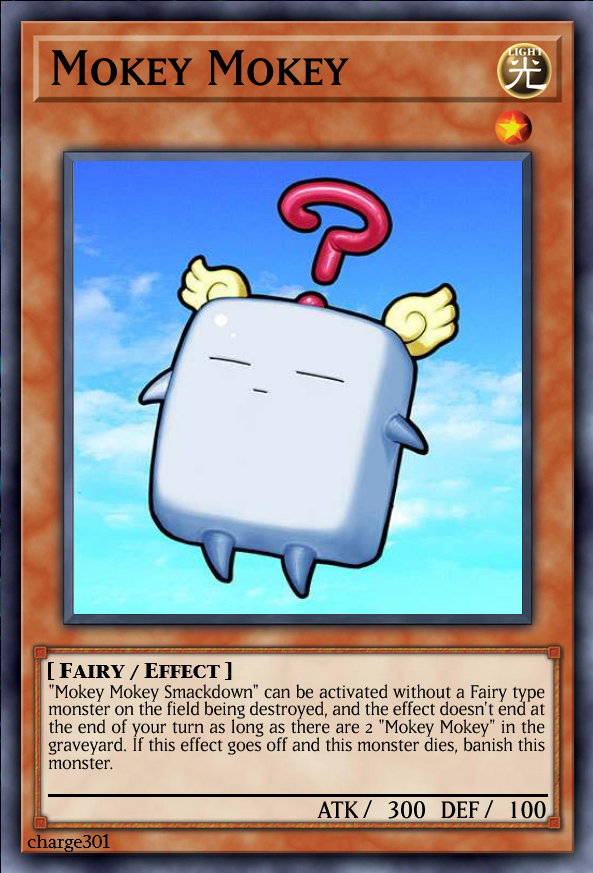 Mokey Mokey
LIGHT
光
?
[ Fairy / Effect ]
"Mokey Mokey Smackdown" can be activated without a Fairy type
monster on the field being destroyed, and the effect doesn't end at
the end of your turn as long as there are 2 "Mokey Mokey" in the
graveyard. If this effect goes off and this monster dies, banish this
monster.
ATK / 300 DEF / 100
charge301